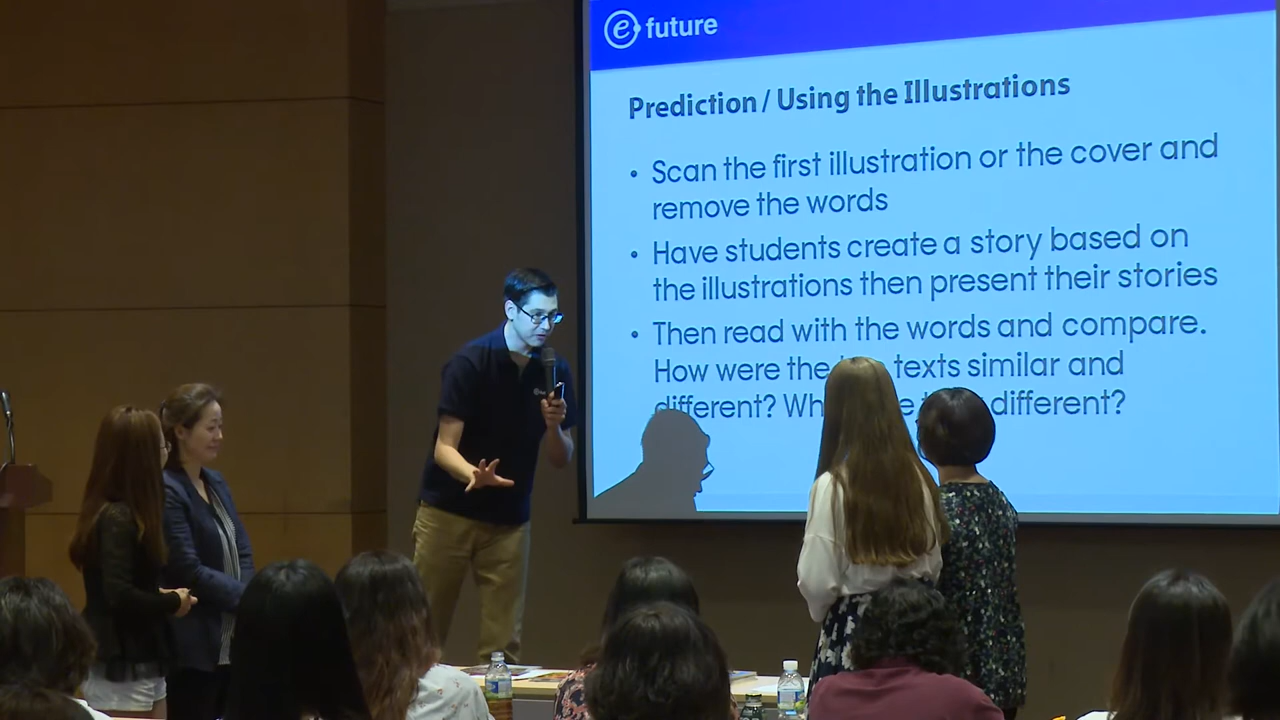 e future
Prediction / Using the Illustrations
• Scan the first illustration or the cover and
remove the words
• Have students create a story based on
the illustrations then present their stories
• Then read with the words and compare.
How were the texts similar and
different? different?